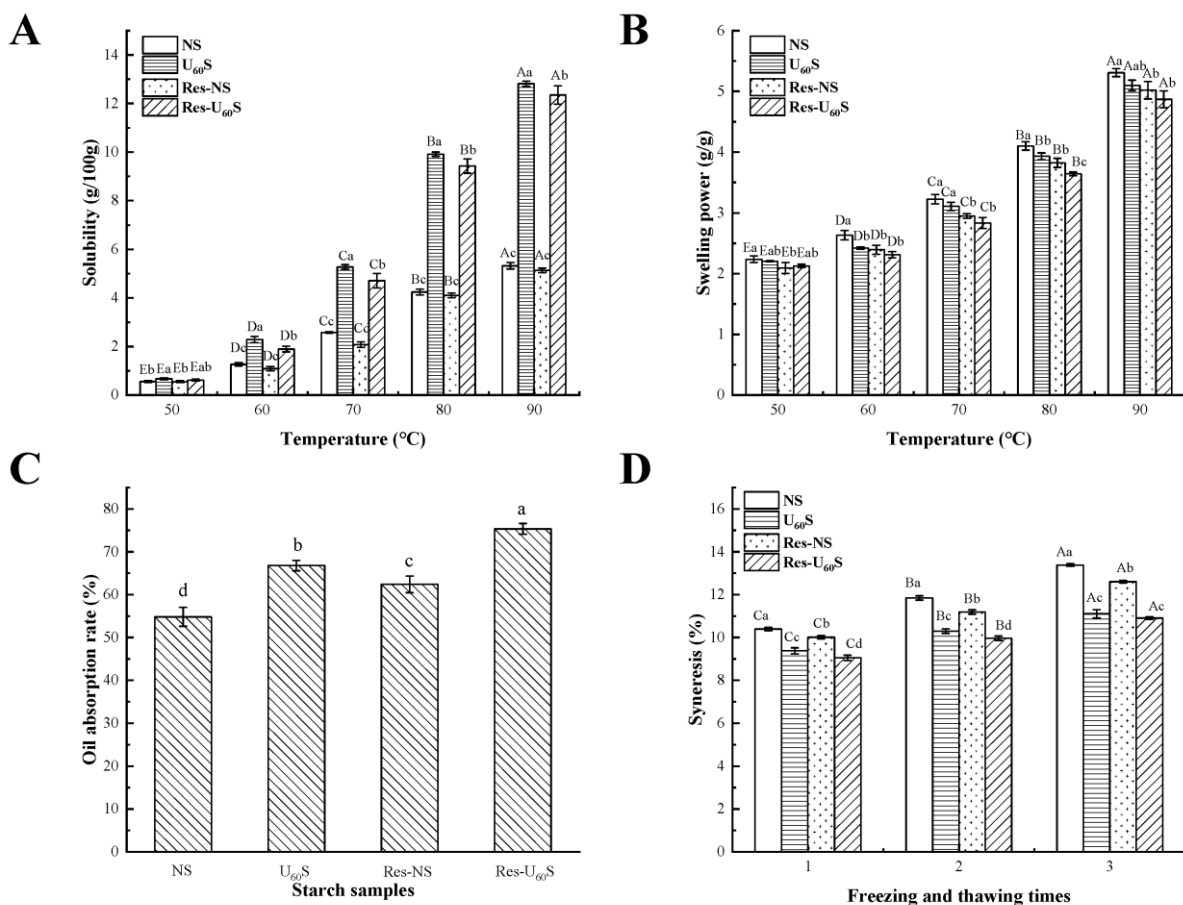 A
NS
U₆₀S
Res-NS
Res-U₆₀S
Solubility (g/100g)
14
12
10
8
6
4
2
0
Eb Ea Eb Eab
Dc Da Dc Db
Cc Ca Cc Cb
Bc Ba Bc Bb
Ac Aa Ac Ab
50 60 70 80 90
Temperature (°C)
B
NS
U₆₀S
Res-NS
Res-U₆₀S
Swelling power (g/g)
6
5
4
3
2
1
0
Ea Eab Eb Eab
Da Db Db Db
Ca Ca Cb Cb
Ba Bb Bb Bc
Aa Aab Ab Ab
50 60 70 80 90
Temperature (°C)
C
Oil absorption rate (%)
80
70
60
50
40
30
20
10
0
d b c a
NS U₆₀S Res-NS Res-U₆₀S
Starch samples
D
NS
U₆₀S
Res-NS
Res-U₆₀S
Syneresis (%)
16
14
12
10
8
6
4
2
0
Ca Cc Cb Cd
Ba Bc Bb Bd
Aa Ac Ab Ac
1 2 3
Freezing and thawing times